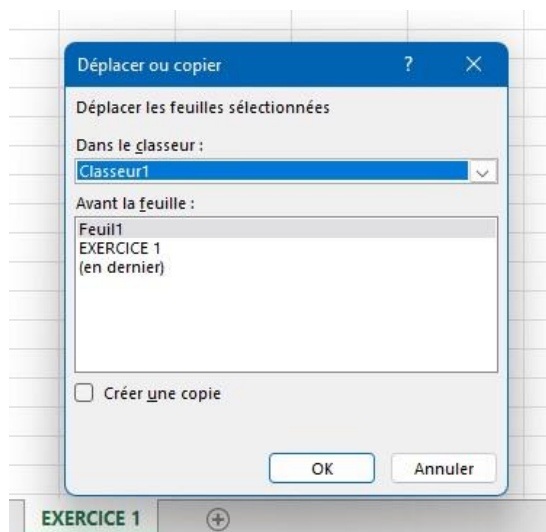 Déplacer ou copier ?
Déplacer les feuilles sélectionnées
Dans le classeur :
Classeur1
Avant la feuille :
Feuil1
EXERCICE 1
(en dernier)
Créer une copie
OK Annuler
EXERCICE 1